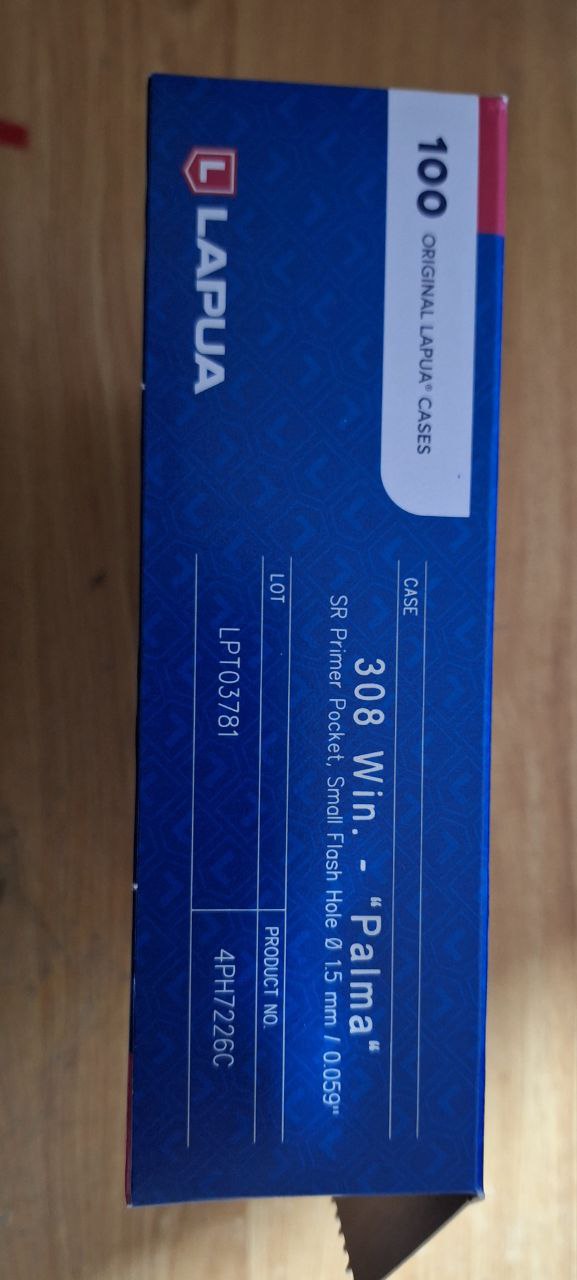 100 ORIGINAL LAPUA® CASES
L LAPUA
CASE
308 Win. - "Palma"
SR Primer Pocket, Small Flash Hole Ø 1.5 mm / 0.059"
LOT
LPT03781
PRODUCT NO.
4PH7226C